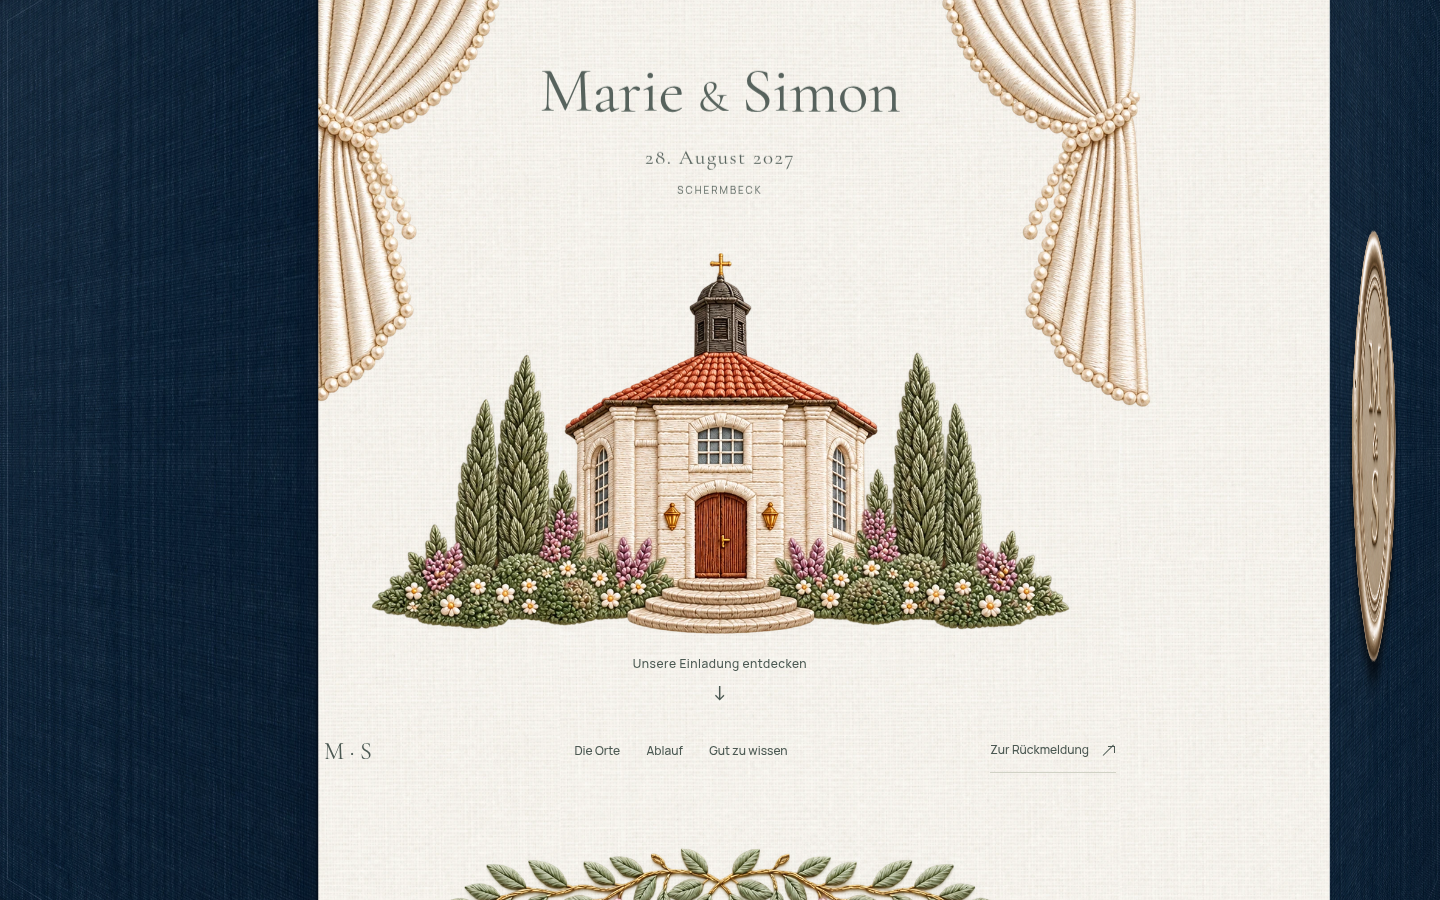 Marie & Simon
28. August 2027
SCHERMBECK
Unsere Einladung entdecken
M · S
Die Orte
Ablauf
Gut zu wissen
Zur Rückmeldung
M
&
S